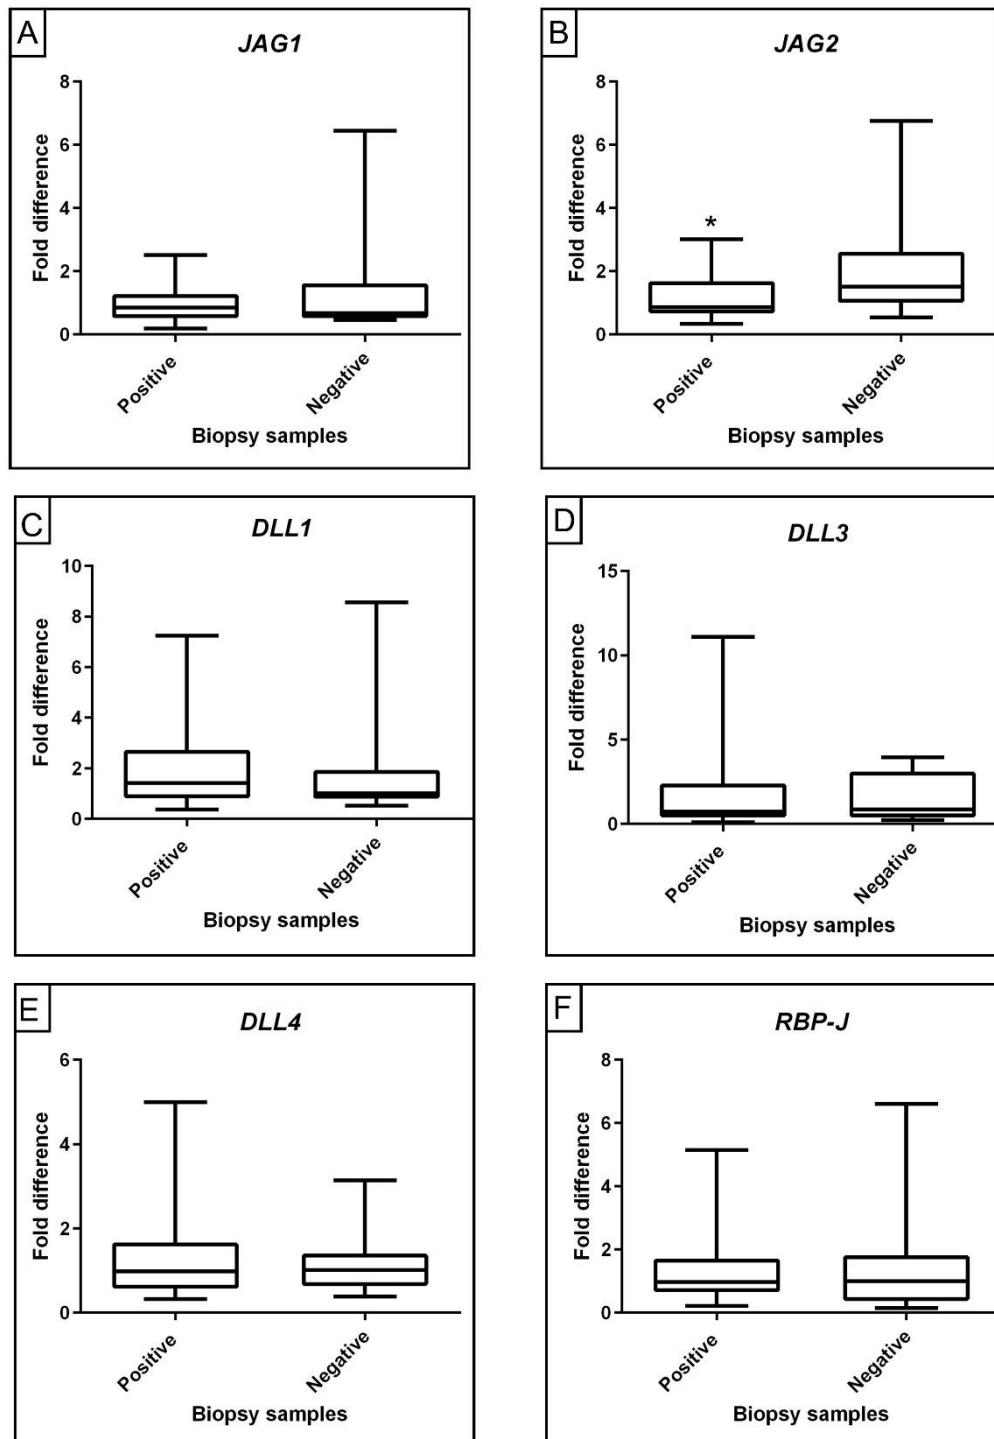 A
JAG1
8
6
4
2
0
Fold difference
Positive
Negative
Biopsy samples
B
JAG2
8
6
4
2
0
Fold difference
*
Positive
Negative
Biopsy samples
C
DLL1
10
8
6
4
2
0
Fold difference
Positive
Negative
Biopsy samples
D
DLL3
15
10
5
0
Fold difference
Positive
Negative
Biopsy samples
E
DLL4
6
4
2
0
Fold difference
Positive
Negative
Biopsy samples
F
RBP-J
8
6
4
2
0
Fold difference
Positive
Negative
Biopsy samples